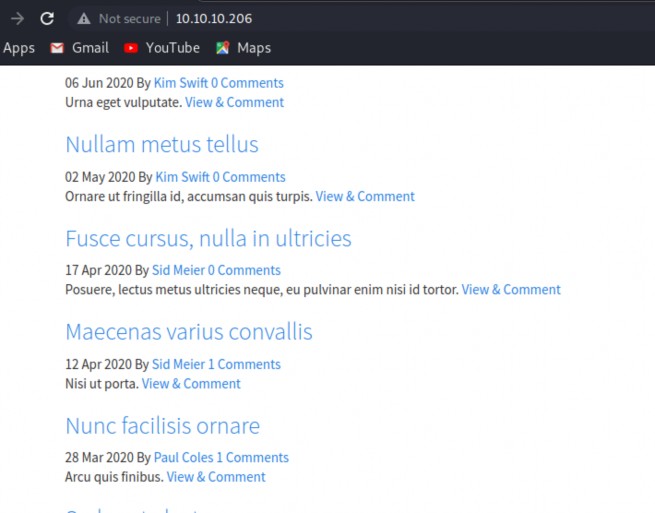 Not secure 10.10.10.206
Apps Gmail YouTube Maps
06 Jun 2020 By Kim Swift 0 Comments
Urna eget vulputate. View & Comment
Nullam metus tellus
02 May 2020 By Kim Swift 0 Comments
Ornare ut fringilla id, accumsan quis turpis. View & Comment
Fusce cursus, nulla in ultricies
17 Apr 2020 By Sid Meier 0 Comments
Posuere, lectus metus ultricies neque, eu pulvinar enim nisi id tortor. View & Comment
Maecenas varius convallis
12 Apr 2020 By Sid Meier 1 Comments
Nisi ut porta. View & Comment
Nunc facilisis ornare
28 Mar 2020 By Paul Coles 1 Comments
Arcu quis finibus. View & Comment